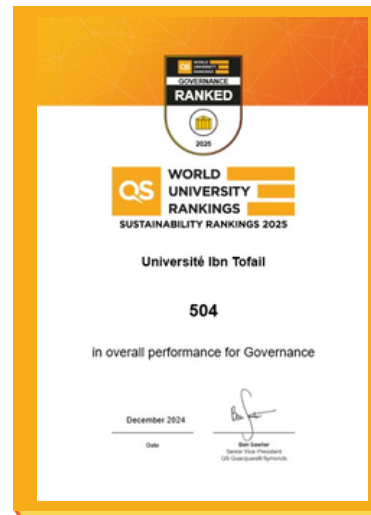 QS WORLD
UNIVERSITY
RANKINGS
GOVERNANCE
RANKED
2025
QS
WORLD
UNIVERSITY
RANKINGS
SUSTAINABILITY RANKINGS 2025
Université Ibn Tofail
504
in overall performance for Governance
December 2024
Date
Ben Sowter
Senior Vice-President
QS Quacquarelli Symonds